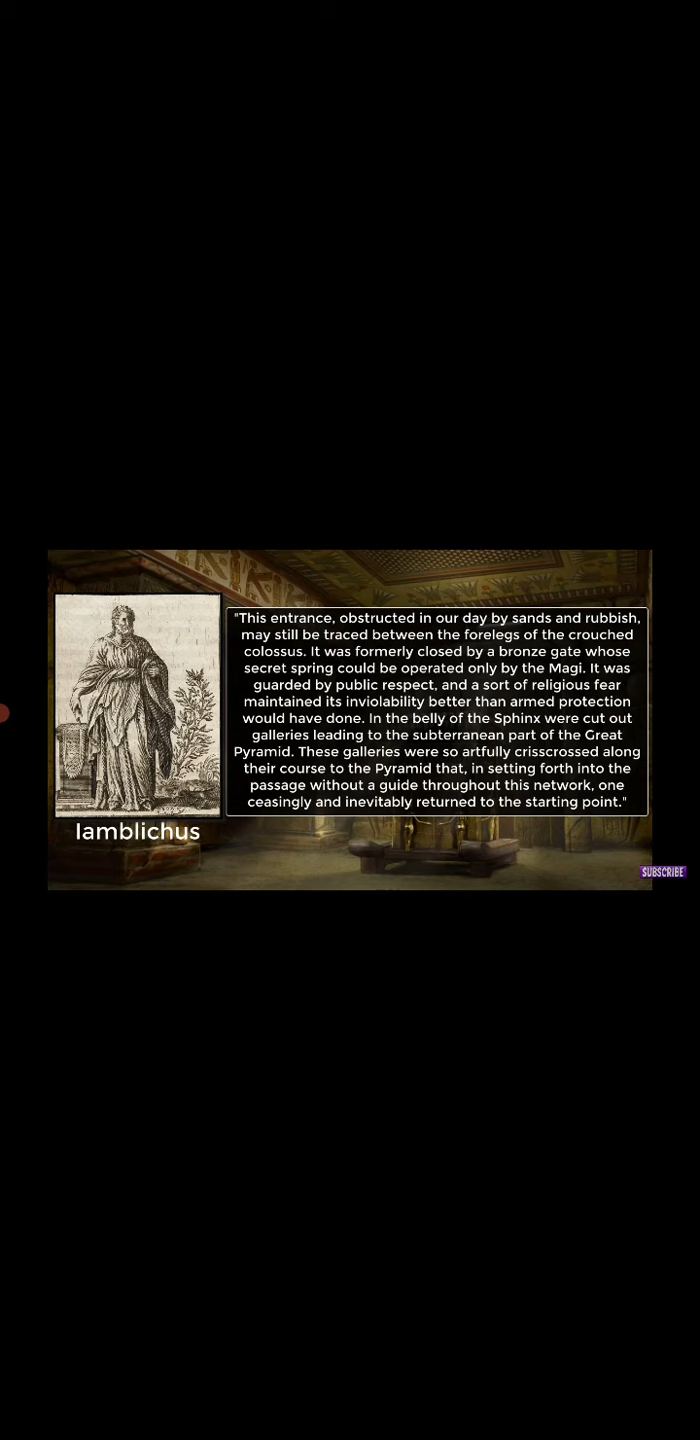 "This entrance, obstructed in our day by sands and rubbish,
may still be traced between the forelegs of the crouched
colossus. It was formerly closed by a bronze gate whose
secret spring could be operated only by the Magi. It was
guarded by public respect, and a sort of religious fear
maintained its inviolability better than armed protection
would have done. In the belly of the Sphinx were cut out
galleries leading to the subterranean part of the Great
Pyramid. These galleries were so artfully crisscrossed along
their course to the Pyramid that, in setting forth into the
passage without a guide throughout this network, one
ceasingly and inevitably returned to the starting point."
Iamblichus
SUBSCRIBE